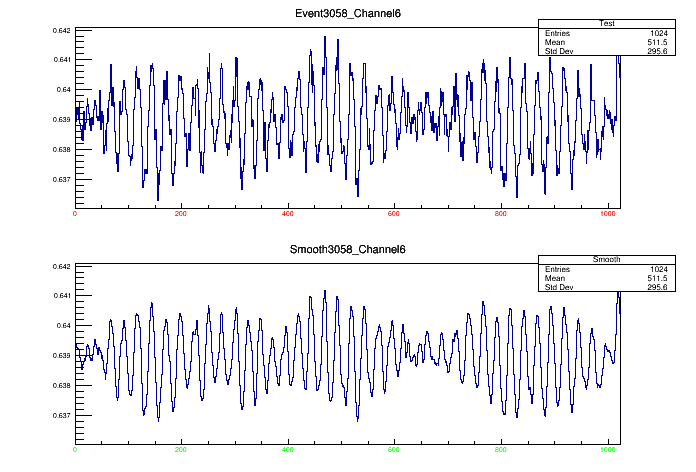 Event3058_Channel6
Test
Entries 1024
Mean 511.5
Std Dev 295.6
0.642
0.641
0.64
0.639
0.638
0.637
0 200 400 600 800 1000
Smooth3058_Channel6
Smooth
Entries 1024
Mean 511.5
Std Dev 295.6
0.642
0.641
0.64
0.639
0.638
0.637
0 200 400 600 800 1000